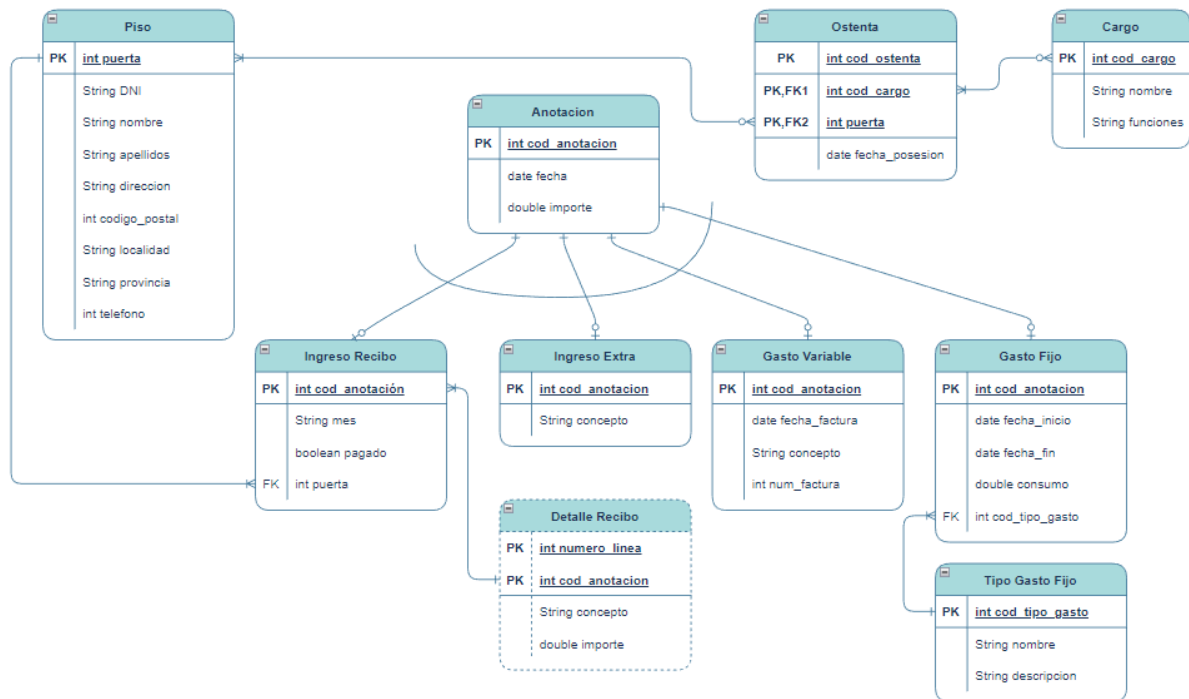 Piso
PK int puerta
String DNI
String nombre
String apellidos
String direccion
int codigo_postal
String localidad
String provincia
int telefono
Ostenta
PK int cod_ostenta
PK,FK1 int cod_cargo
PK,FK2 int puerta
date fecha_posesion
Cargo
PK int cod_cargo
String nombre
String funciones
Anotacion
PK int cod_anotacion
date fecha
double importe
Ingreso Recibo
PK int cod_anotación
String mes
boolean pagado
FK int puerta
Ingreso Extra
PK int cod_anotacion
String concepto
Gasto Variable
PK int cod_anotacion
date fecha_factura
String concepto
int num_factura
Gasto Fijo
PK int cod_anotacion
date fecha_inicio
date fecha_fin
double consumo
FK int cod_tipo_gasto
Detalle Recibo
PK int numero_linea
PK int cod_anotacion
String concepto
double importe
Tipo Gasto Fijo
PK int cod_tipo_gasto
String nombre
String descripcion